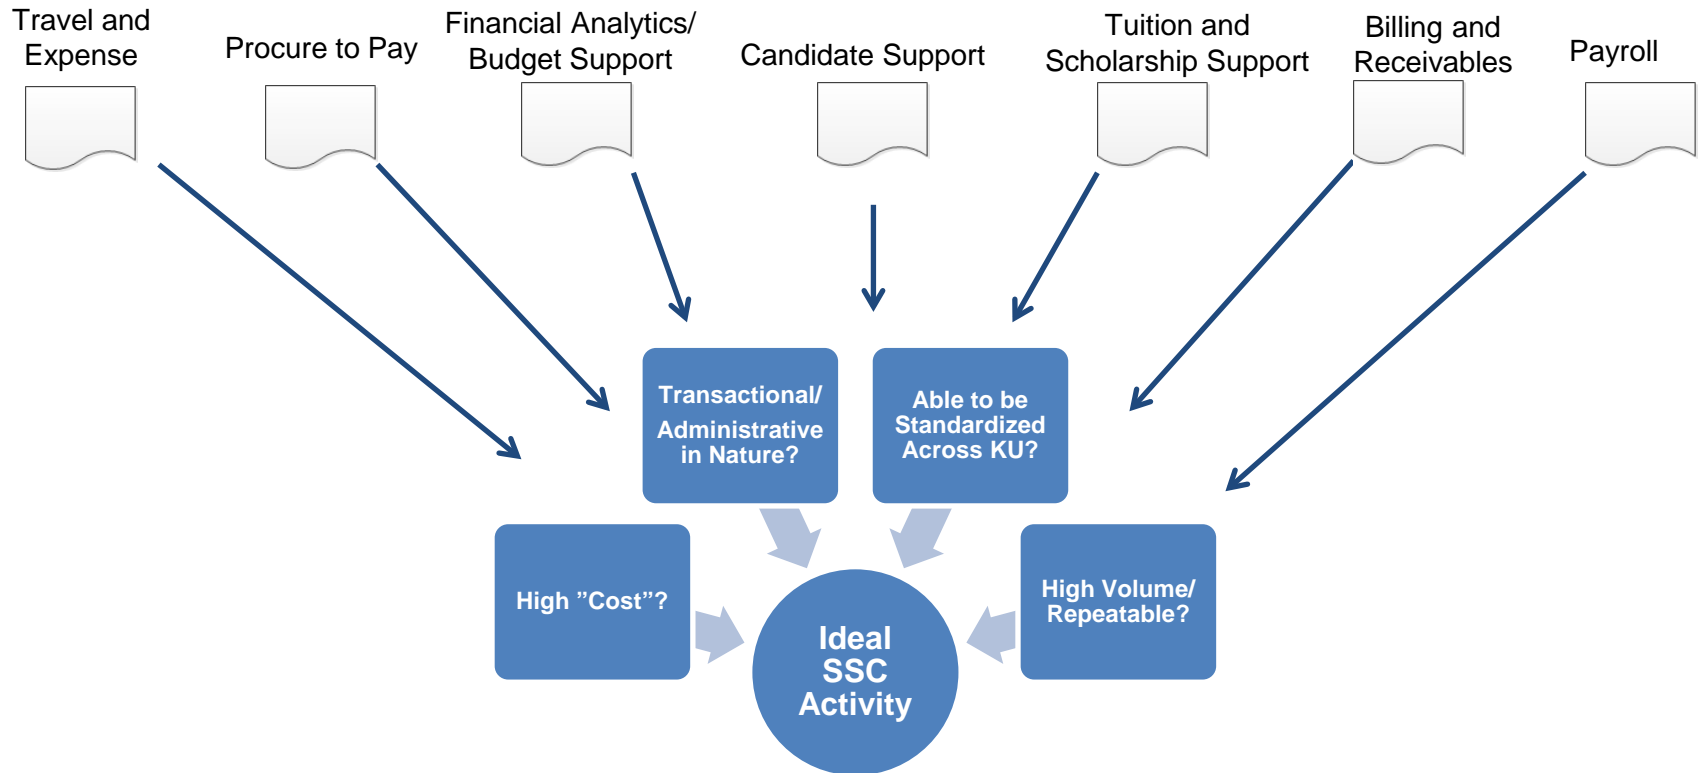 Travel and
Expense
Procure to Pay
Financial Analytics/
Budget Support
Candidate Support
Tuition and
Scholarship Support
Billing and
Receivables
Payroll
Transactional/
Administrative
in Nature?
Able to be
Standardized
Across KU?
High ”Cost”?
High Volume/
Repeatable?
Ideal
SSC
Activity